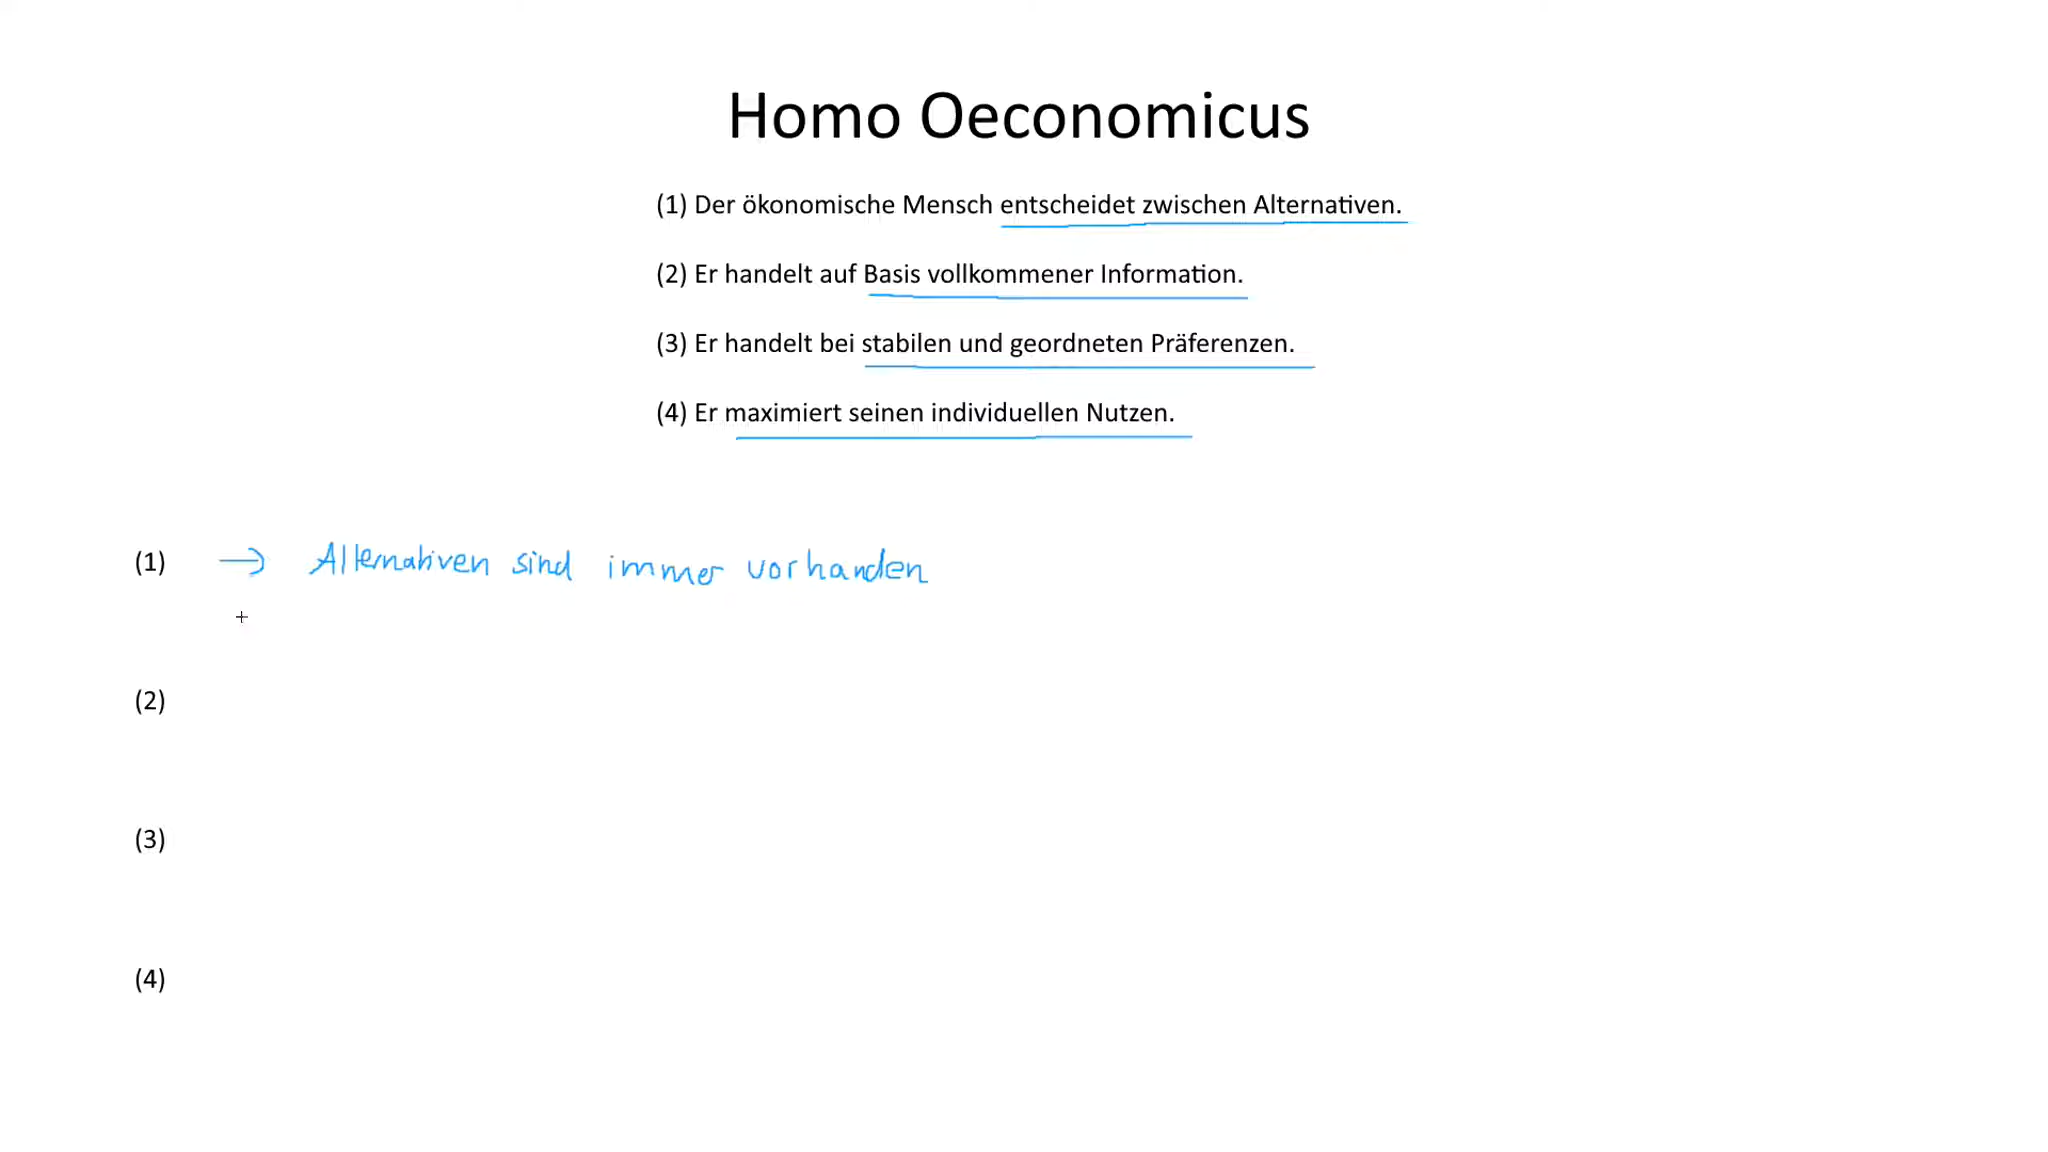 Homo Oeconomicus
(1) Der ökonomische Mensch entscheidet zwischen Alternativen.
(2) Er handelt auf Basis vollkommener Information.
(3) Er handelt bei stabilen und geordneten Präferenzen.
(4) Er maximiert seinen individuellen Nutzen.
(1) → Alternativen sind immer vorhanden
(2)
(3)
(4)